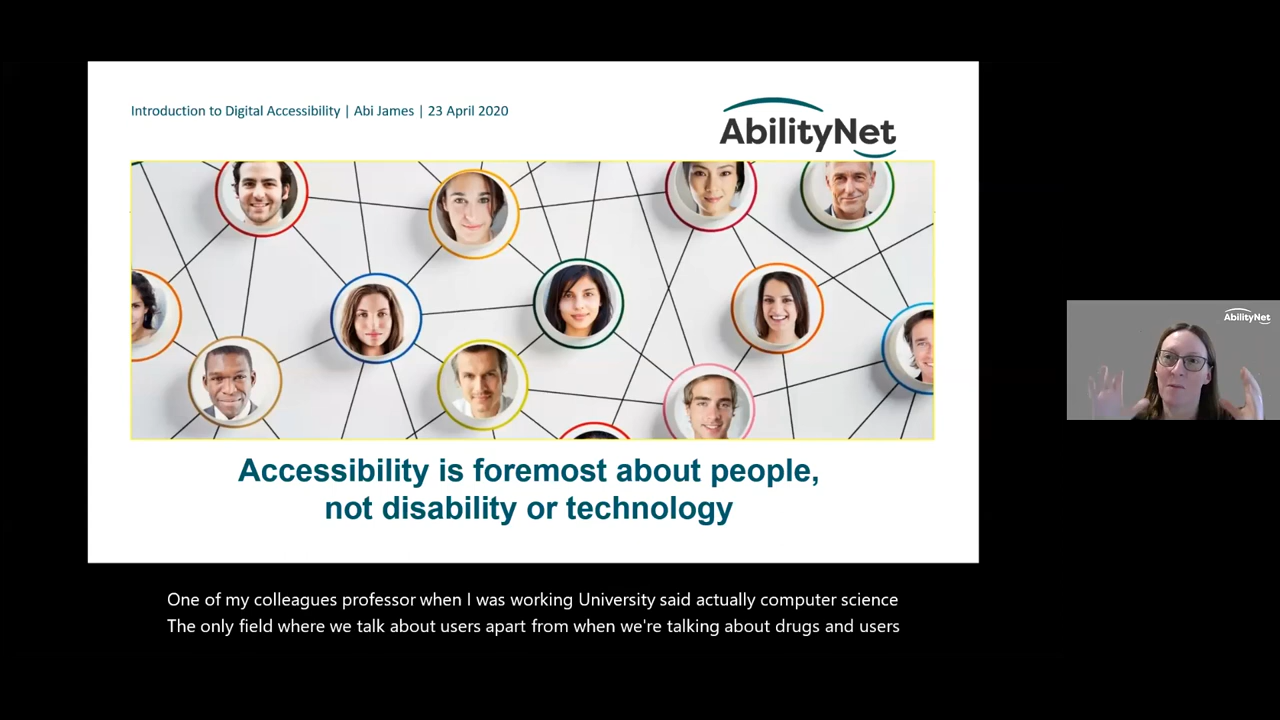 Introduction to Digital Accessibility | Abi James | 23 April 2020
AbilityNet
Accessibility is foremost about people,
not disability or technology
AbilityNet
One of my colleagues professor when I was working University said actually computer science
The only field where we talk about users apart from when we're talking about drugs and users